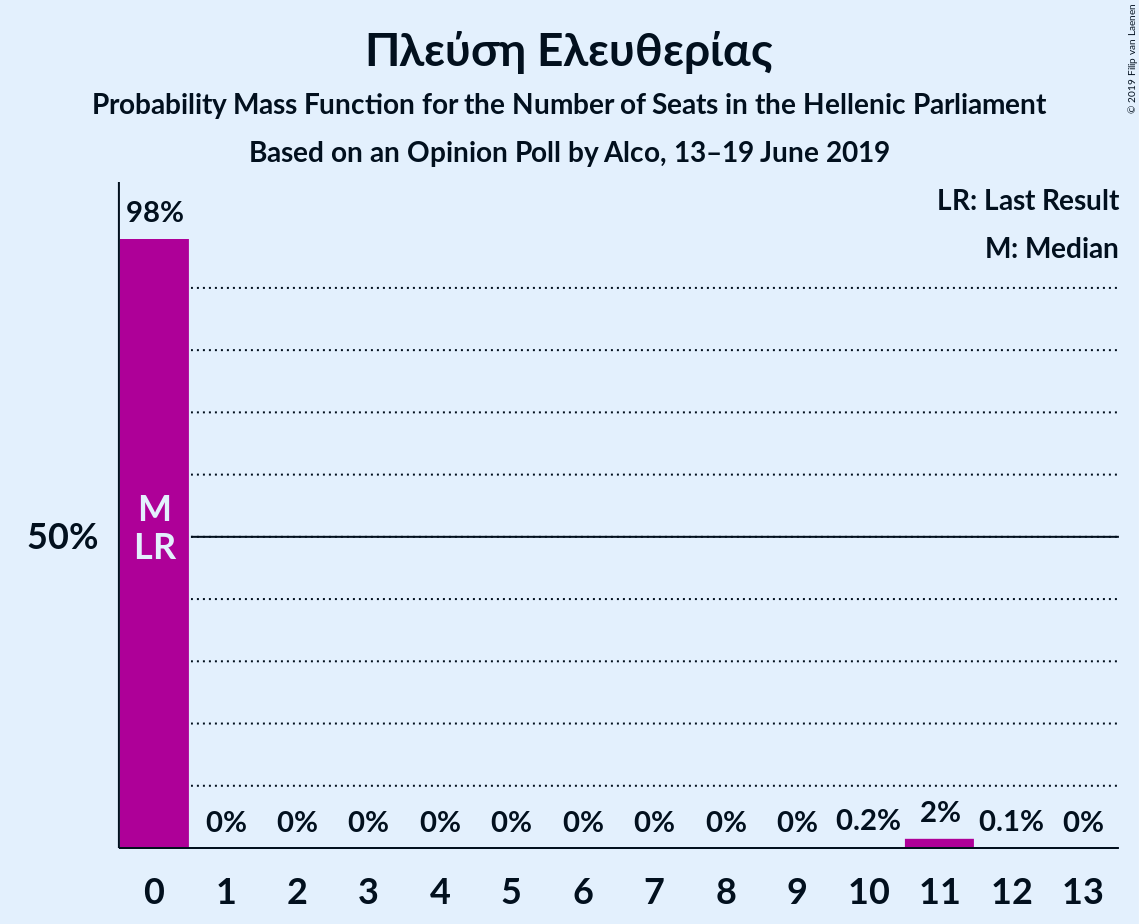 Πλεύση Ελευθερίας
Probability Mass Function for the Number of Seats in the Hellenic Parliament
Based on an Opinion Poll by Alco, 13–19 June 2019
© 2019 Filip van Laenen
LR: Last Result
M: Median
98%
M
LR
50%
0% 0% 0% 0% 0% 0% 0% 0% 0% 0.2% 2% 0.1% 0%
0 1 2 3 4 5 6 7 8 9 10 11 12 13